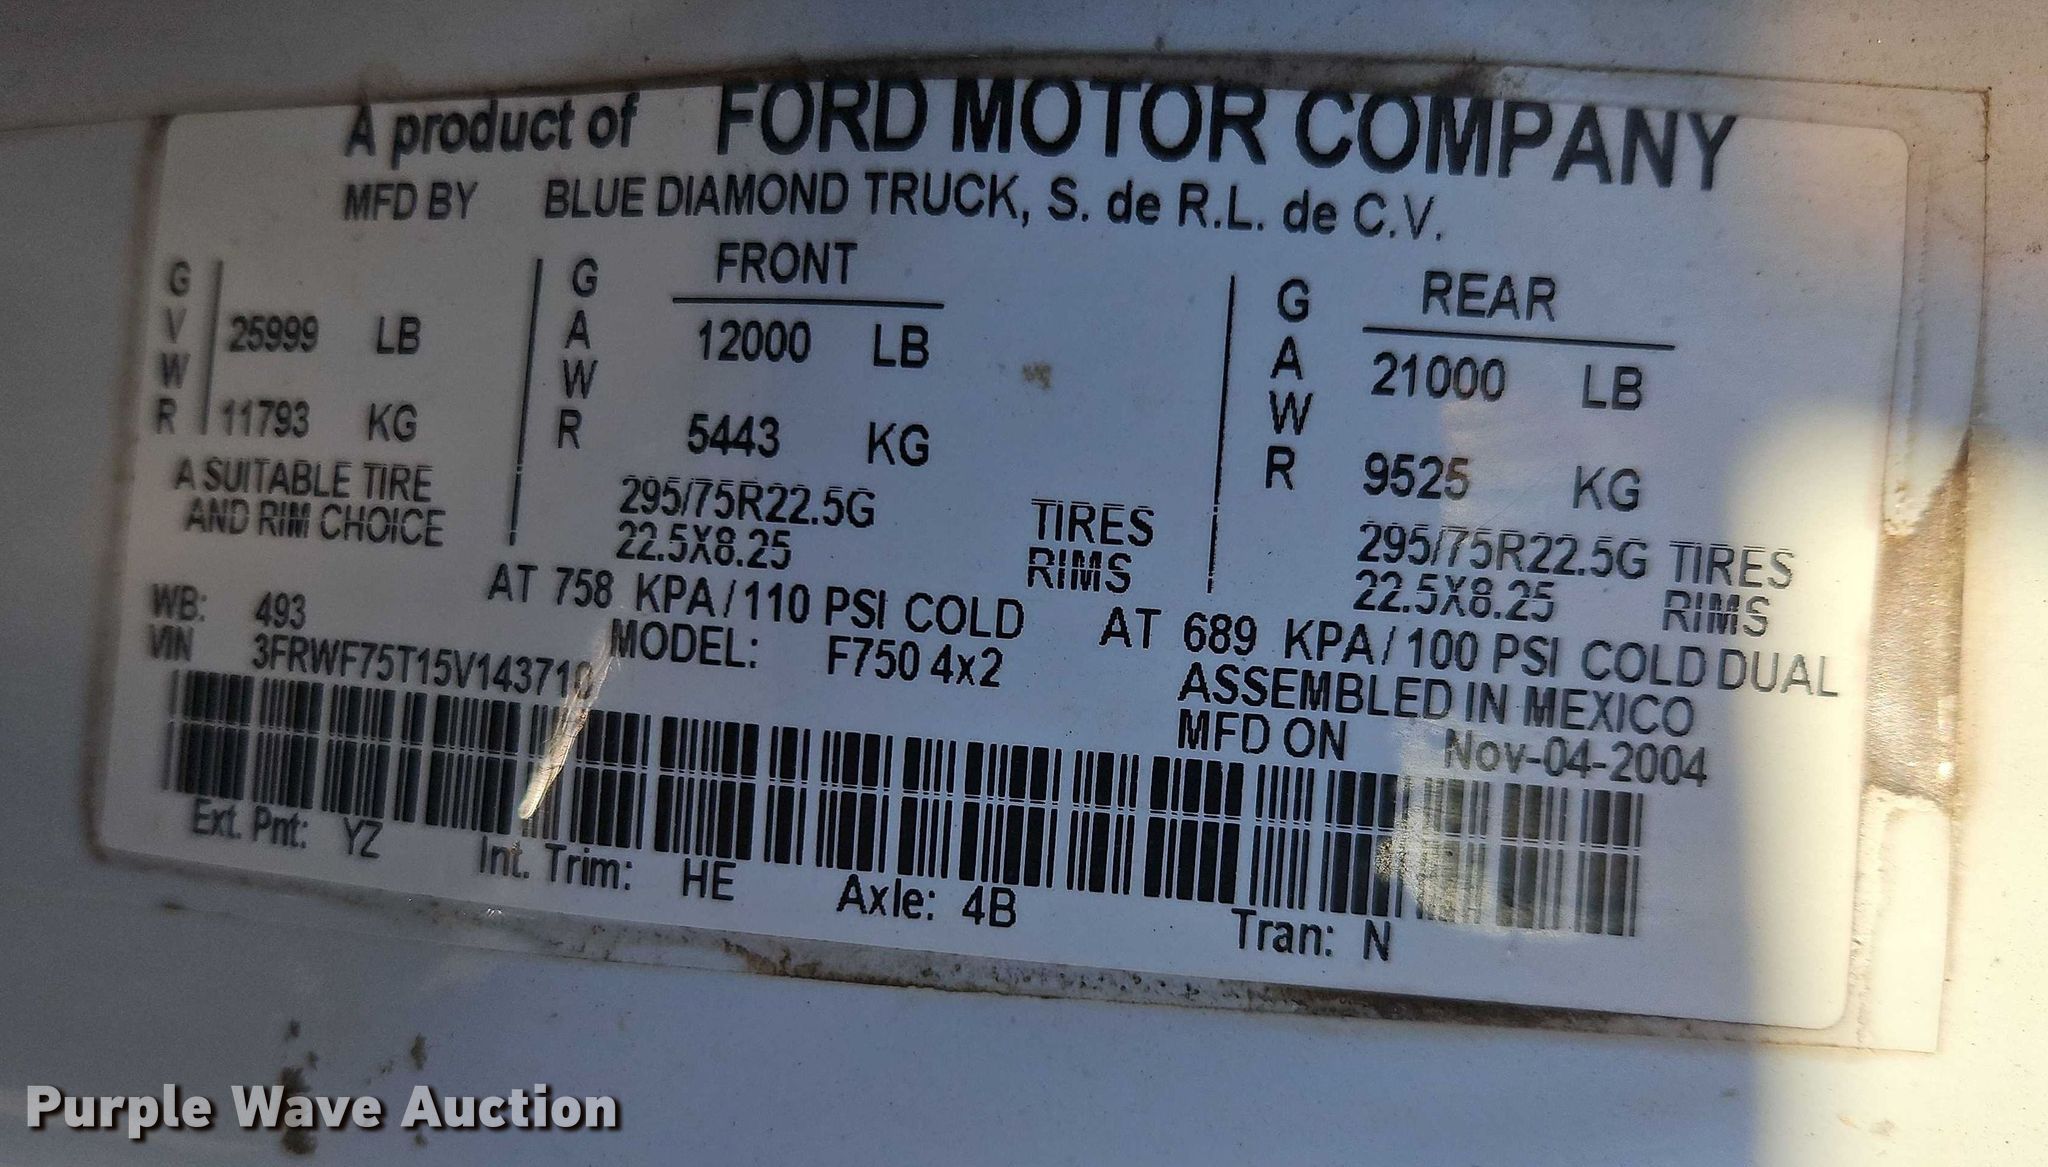 A product of FORD MOTOR COMPANY
MFD BY BLUE DIAMOND TRUCK, S. de R.L. de C.V.
GVWR 25999 LB
11793 KG
A SUITABLE TIRE
AND RIM CHOICE
GAWR FRONT
12000 LB
5443 KG
295/75R22.5G TIRES
22.5X8.25 RIMS
AT 758 KPA/110 PSI COLD
GAWR REAR
21000 LB
9525 KG
295/75R22.5G TIRES
22.5X8.25 RIMS
AT 689 KPA/100 PSI COLD DUAL
WB: 493
VIN 3FRWF75T15V143710
MODEL: F750 4x2
ASSEMBLED IN MEXICO
MFD ON Nov-04-2004
Ext. Pnt: YZ Int. Trim: HE Axle: 4B Tran: N
Purple Wave Auction